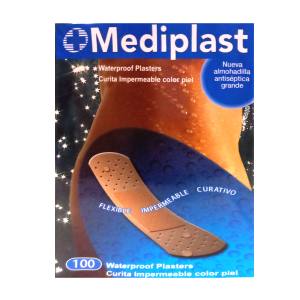 Mediplast
Waterproof Plasters
Curita Impermeable color piel
Nueva
almohadilla
antiséptica
grande
FLEXIBLE IMPERMEABLE CURATIVO
100
Waterproof Plasters
Curita Impermeable color piel